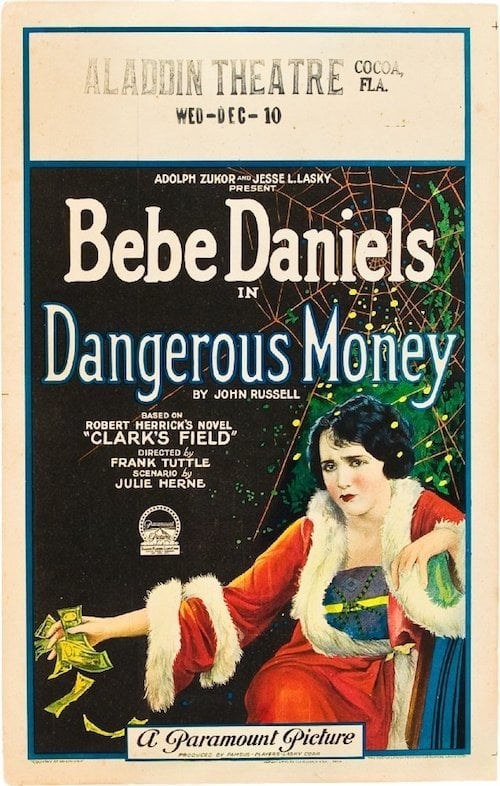 ALADDIN THEATRE COCOA, FLA.
WED-DEC-10
ADOLPH ZUKOR AND JESSE L. LASKY
PRESENT
Bebe Daniels
IN
Dangerous Money
BY JOHN RUSSELL
BASED ON
ROBERT HERRICK'S NOVEL
"CLARK'S FIELD"
DIRECTED by
FRANK TUTTLE
SCENARIO by
JULIE HERNE
Paramount
Pictures
A Paramount Picture
PRODUCED BY FAMOUS-PLAYERS-LASKY CORP.